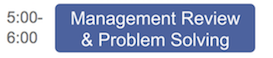 5:00-
6:00
Management Review
& Problem Solving